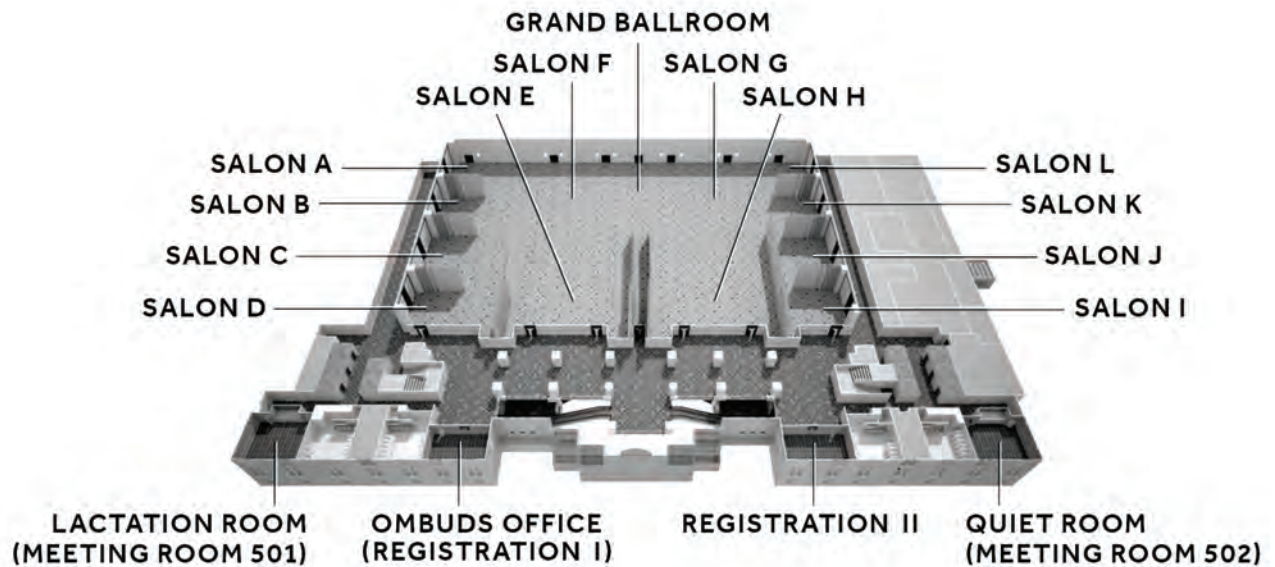 GRAND BALLROOM
SALON F
SALON G
SALON E
SALON H
SALON A
SALON L
SALON B
SALON K
SALON C
SALON J
SALON D
SALON I
LACTATION ROOM
(MEETING ROOM 501)
OMBUDS OFFICE
(REGISTRATION I)
REGISTRATION II
QUIET ROOM
(MEETING ROOM 502)